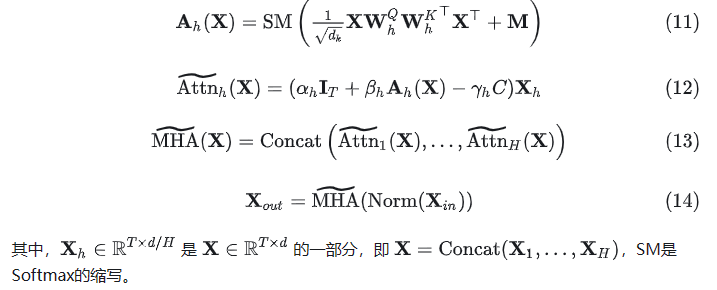 $$\mathbf{A}_h(\mathbf{X}) = \mathrm{SM}\left(\frac{1}{\sqrt{d_k}}\mathbf{X}\mathbf{W}_h^Q\mathbf{W}_h^{K\top}\mathbf{X}^\top + \mathbf{M}\right) \quad (11)$$
$$\widetilde{\mathrm{Attn}}_h(\mathbf{X}) = (\alpha_h\mathbf{I}_T + \beta_h\mathbf{A}_h(\mathbf{X}) - \gamma_h C)\mathbf{X}_h \quad (12)$$
$$\widetilde{\mathrm{MHA}}(\mathbf{X}) = \mathrm{Concat}\left(\widetilde{\mathrm{Attn}}_1(\mathbf{X}), \ldots, \widetilde{\mathrm{Attn}}_H(\mathbf{X})\right) \quad (13)$$
$$\mathbf{X}_{out} = \widetilde{\mathrm{MHA}}(\mathrm{Norm}(\mathbf{X}_{in})) \quad (14)$$
其中，$\mathbf{X}_h \in \mathbb{R}^{T \times d/H}$ 是 $\mathbf{X} \in \mathbb{R}^{T \times d}$ 的一部分，即 $\mathbf{X} = \mathrm{Concat}(\mathbf{X}_1, \ldots, \mathbf{X}_H)$，SM是
Softmax的缩写。